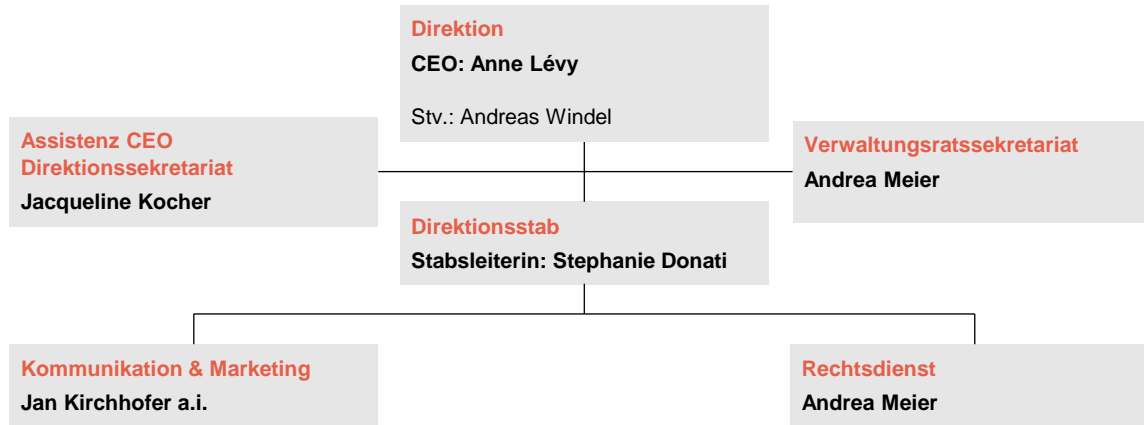 Direktion
CEO: Anne Lévy
Stv.: Andreas Windel
Assistenz CEO
Direktionssekretariat
Jacqueline Kocher
Verwaltungsratssekretariat
Andrea Meier
Direktionsstab
Stabsleiterin: Stephanie Donati
Kommunikation & Marketing
Jan Kirchhofer a.i.
Rechtsdienst
Andrea Meier